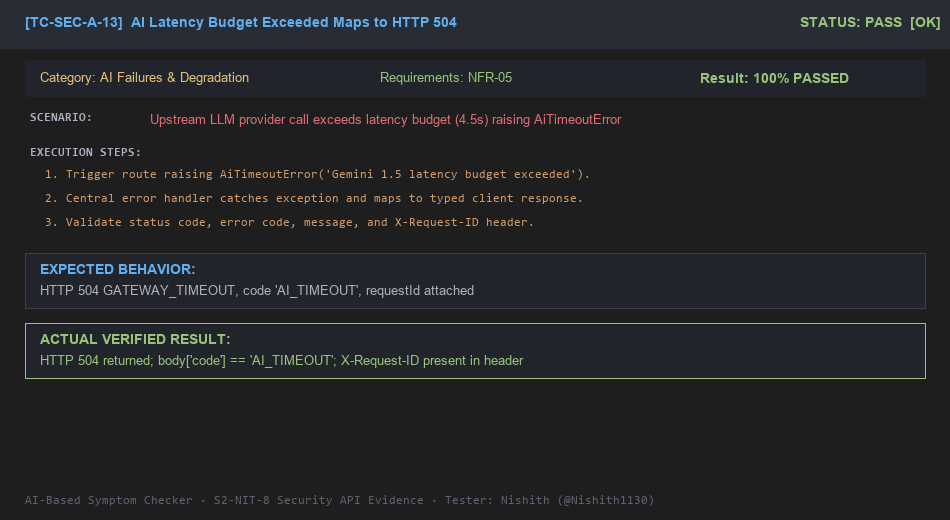 [TC-SEC-A-13] AI Latency Budget Exceeded Maps to HTTP 504 STATUS: PASS [OK]
Category: AI Failures & Degradation Requirements: NFR-05 Result: 100% PASSED
SCENARIO: Upstream LLM provider call exceeds latency budget (4.5s) raising AiTimeoutError
EXECUTION STEPS:
1. Trigger route raising AiTimeoutError('Gemini 1.5 latency budget exceeded').
2. Central error handler catches exception and maps to typed client response.
3. Validate status code, error code, message, and X-Request-ID header.
EXPECTED BEHAVIOR:
HTTP 504 GATEWAY_TIMEOUT, code 'AI_TIMEOUT', requestId attached
ACTUAL VERIFIED RESULT:
HTTP 504 returned; body['code'] == 'AI_TIMEOUT'; X-Request-ID present in header
AI-Based Symptom Checker · S2-NIT-8 Security API Evidence · Tester: Nishith (@Nishith1130)